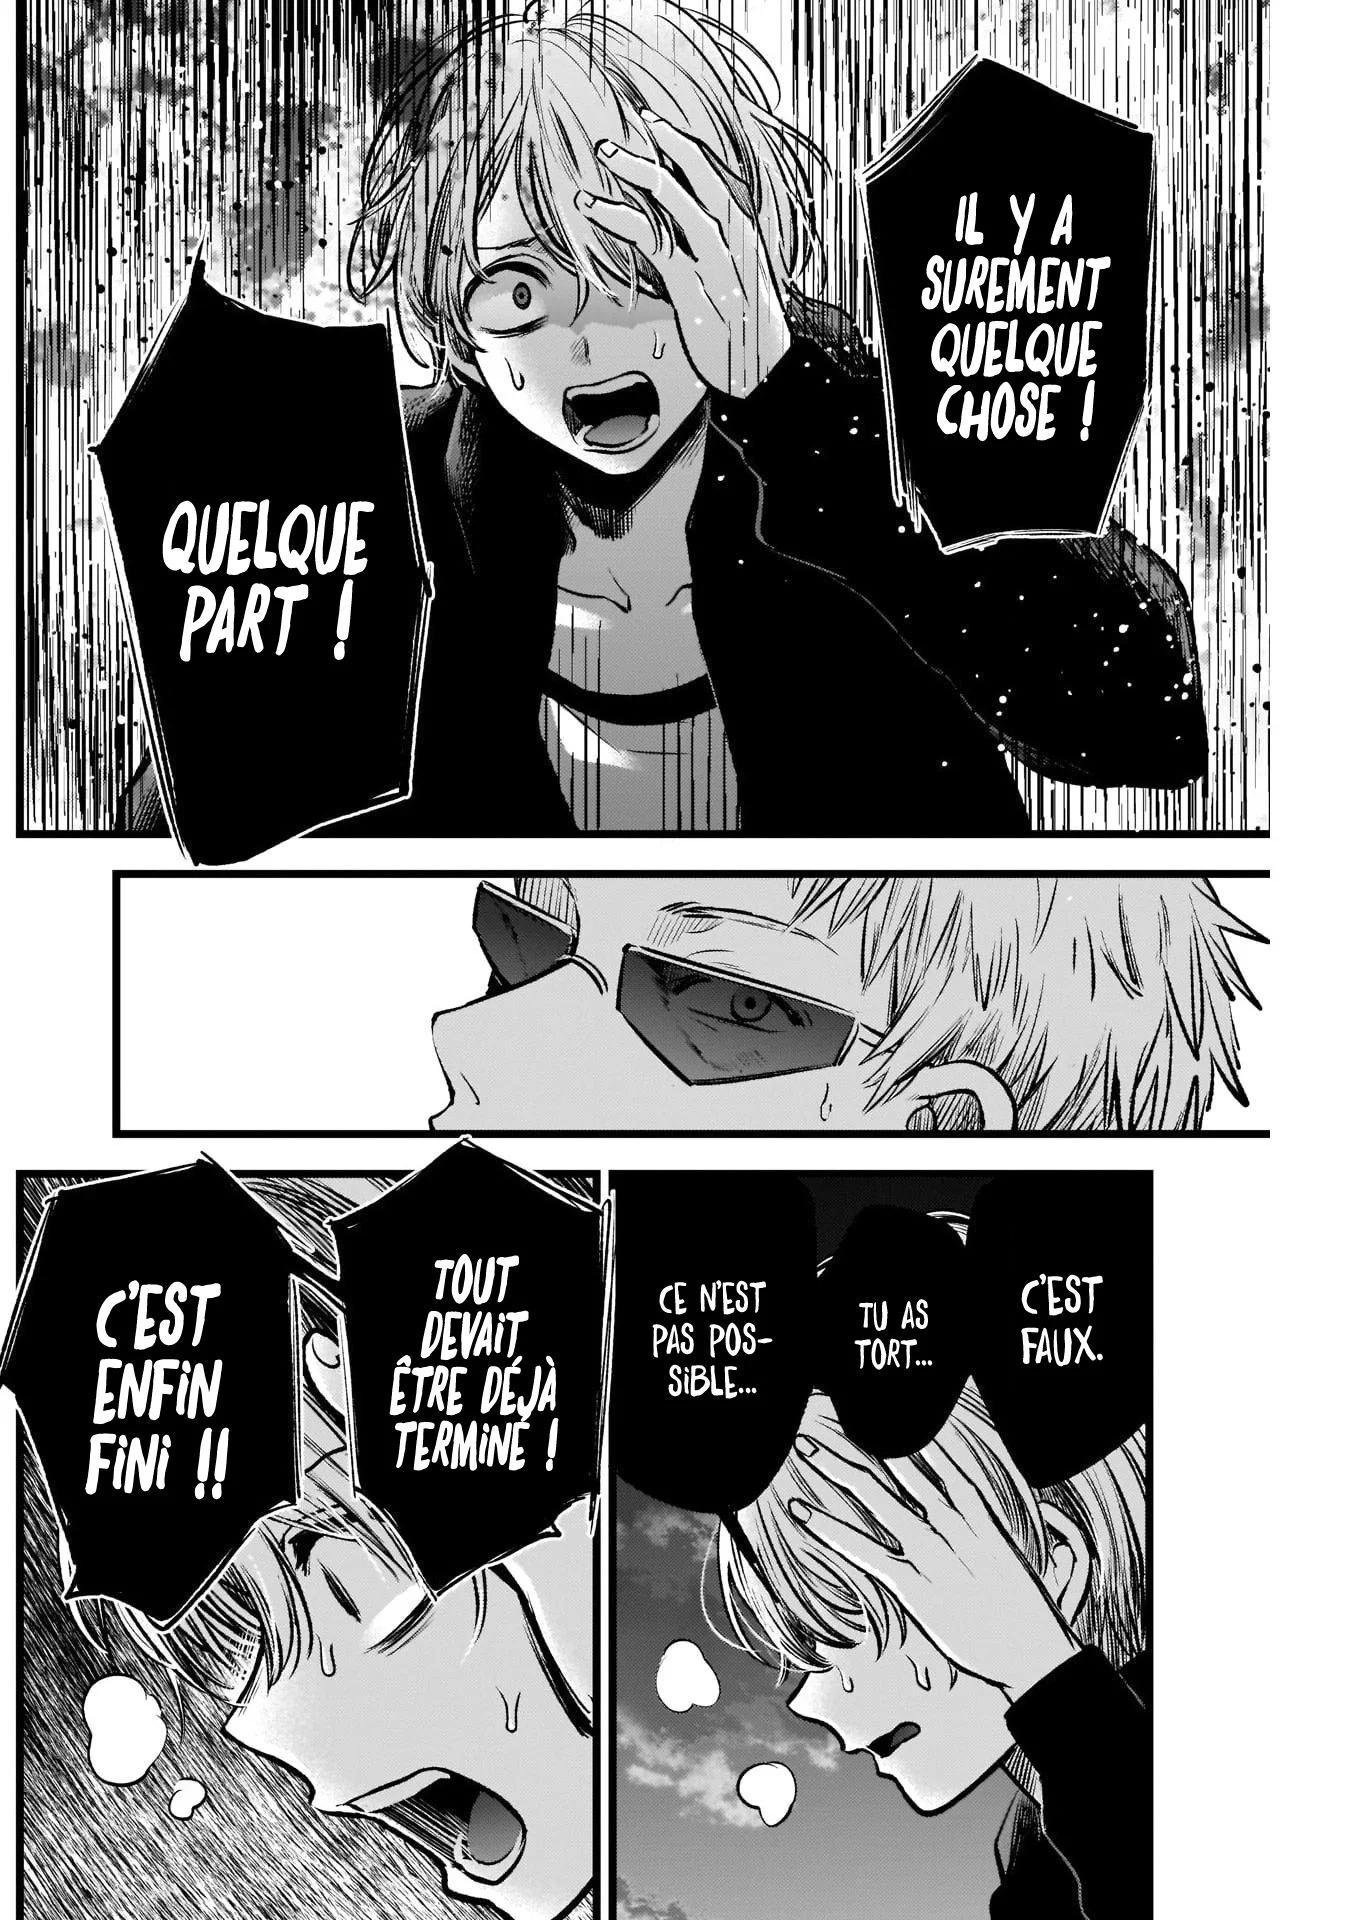 IL Y A
SUREMENT
QUELQUE
CHOSE !
QUELQUE
PART !
C'EST
FAUX.
TU AS
TORT...
CE N'EST
PAS POS-
SIBLE...
TOUT
DEVAIT
ÊTRE DÉJÀ
TERMINÉ !
C'EST
ENFIN
FINI !!